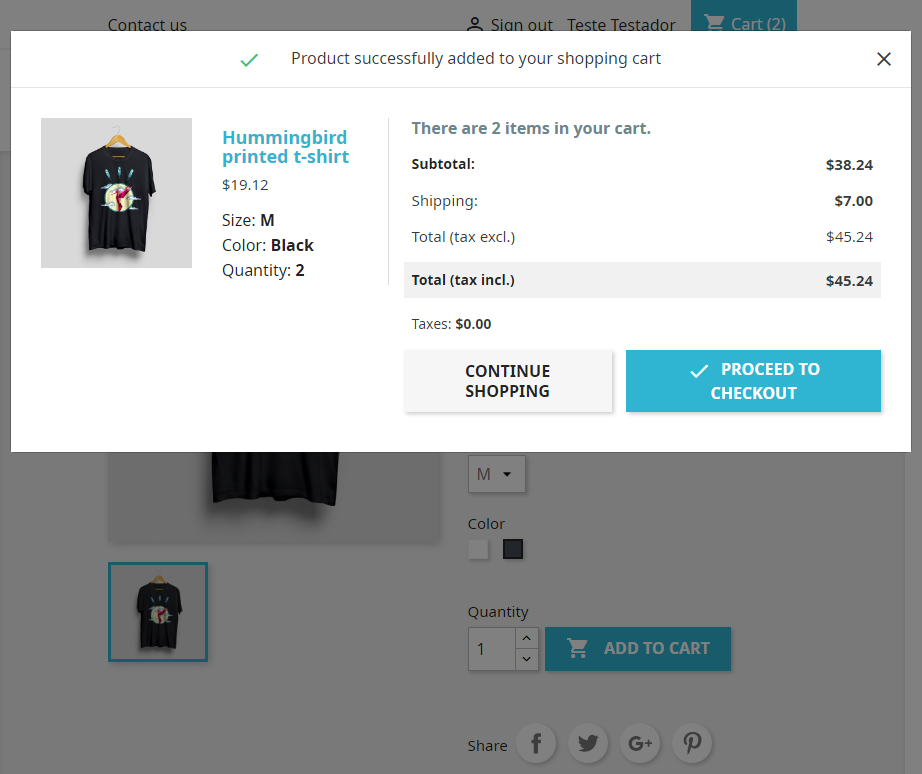 Contact us
Sign out
Teste Testador
Cart (2)
Product successfully added to your shopping cart
Hummingbird
printed t-shirt
$19.12
Size: M
Color: Black
Quantity: 2
There are 2 items in your cart.
Subtotal: $38.24
Shipping: $7.00
Total (tax excl.) $45.24
Total (tax incl.) $45.24
Taxes: $0.00
CONTINUE
SHOPPING
PROCEED TO
CHECKOUT
M
Color
Quantity
1
ADD TO CART
Share